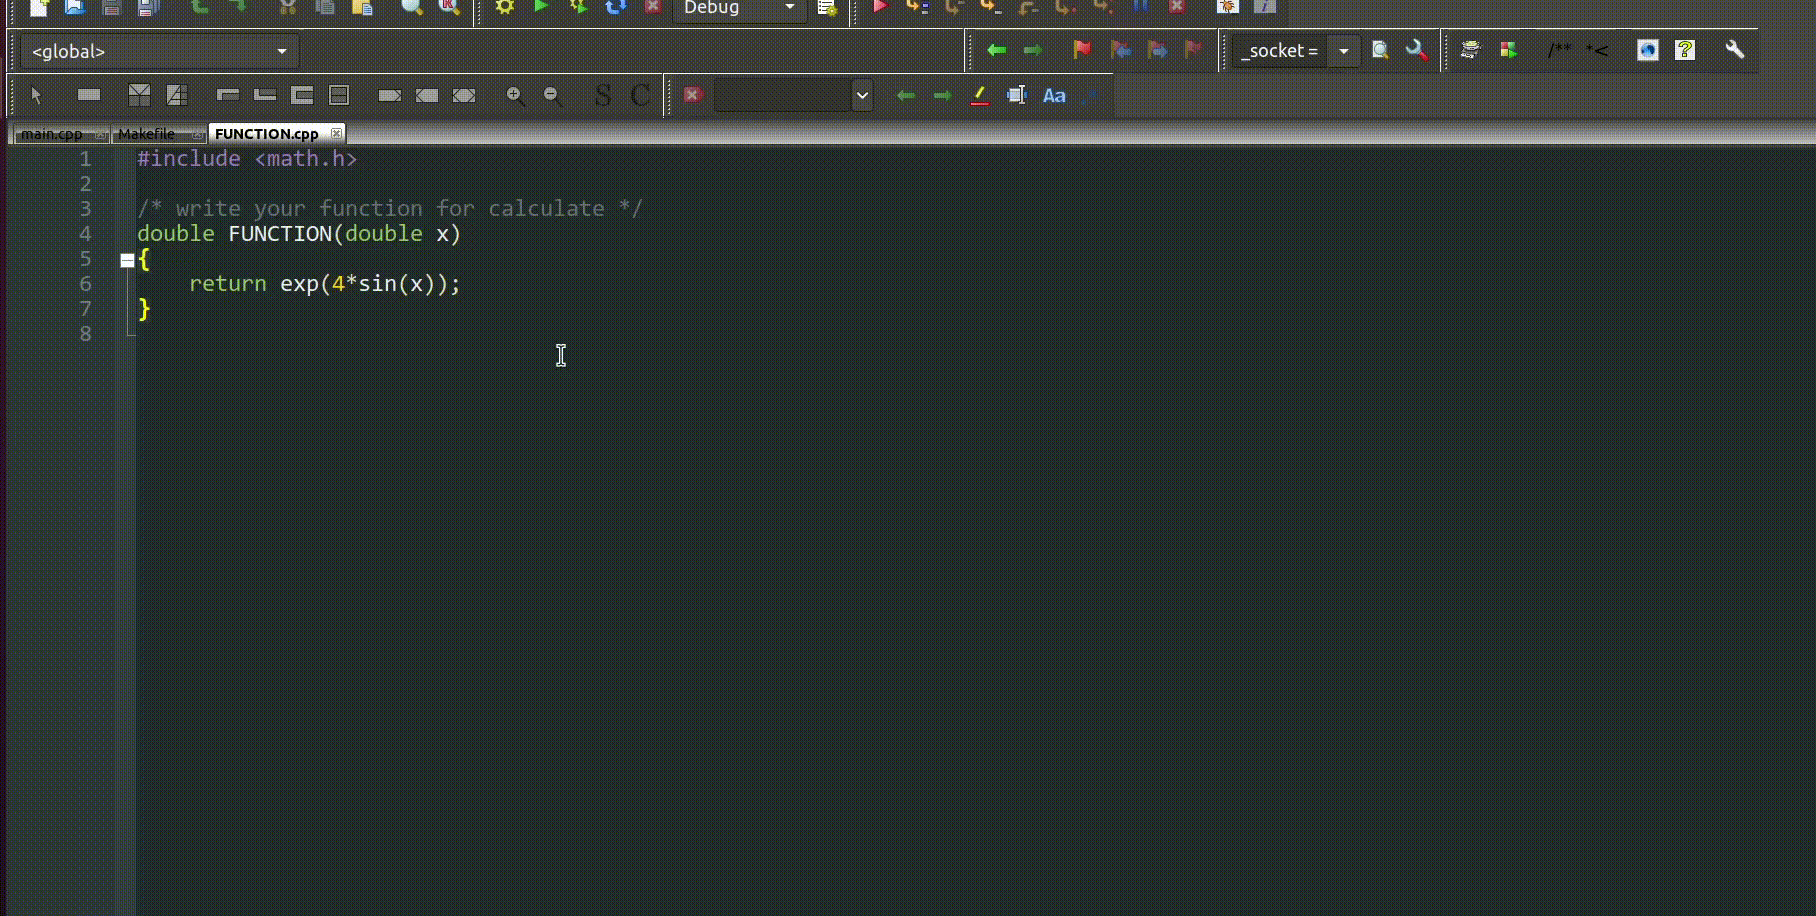 Debug
<global>
_socket =
/** *<
S C
Aa
.*
main.cpp Makefile FUNCTION.cpp
1 #include <math.h>
2
3 /* write your function for calculate */
4 double FUNCTION(double x)
5 {
6     return exp(4*sin(x));
7 }
8